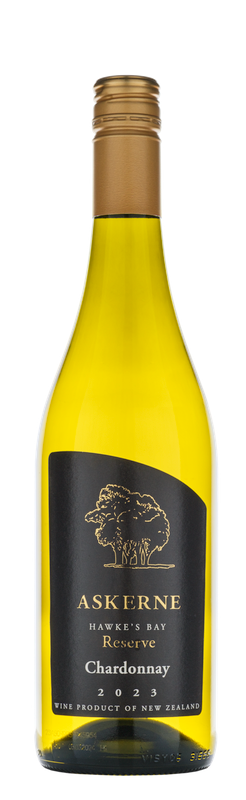 ASKERNE
HAWKE'S BAY
Reserve
Chardonnay
2023
WINE PRODUCT OF NEW ZEALAND